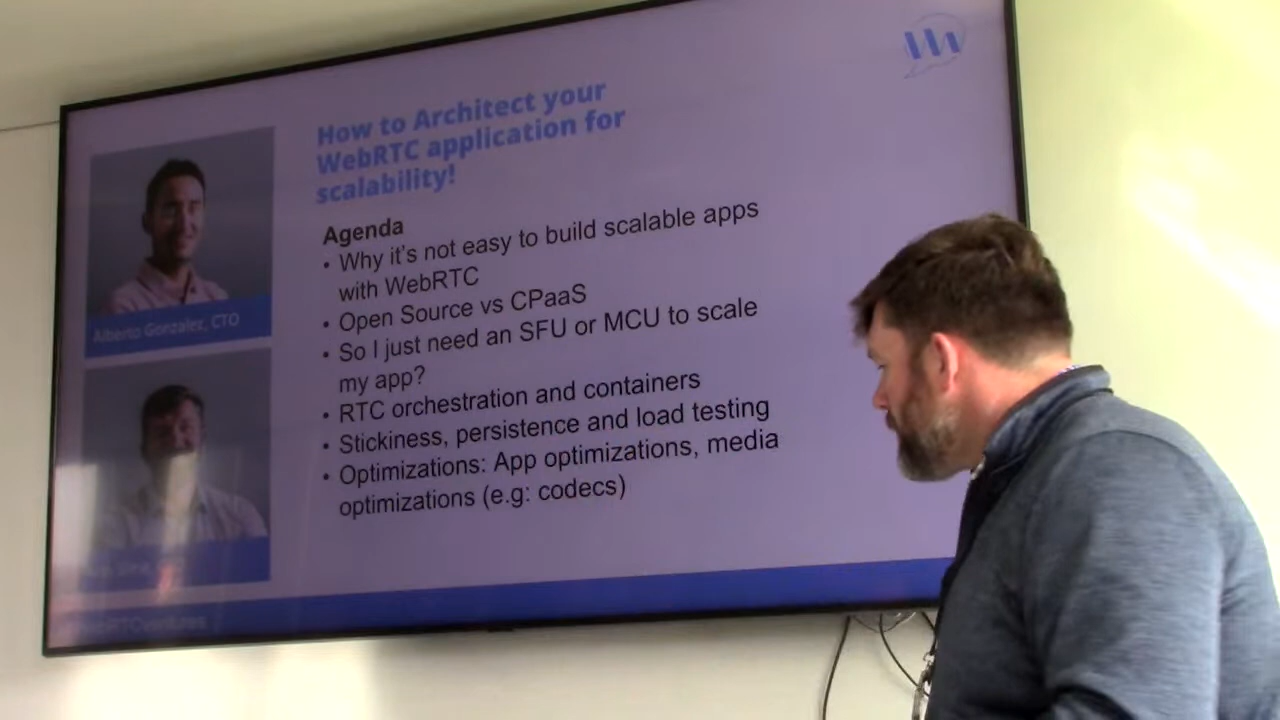 How to Architect your
WebRTC application for
scalability!
Agenda
• Why it's not easy to build scalable apps
with WebRTC
• Open Source vs CPaaS
• So I just need an SFU or MCU to scale
my app?
• RTC orchestration and containers
• Stickiness, persistence and load testing
• Optimizations: App optimizations, media
optimizations (e.g: codecs)
Alberto Gonzalez, CTO